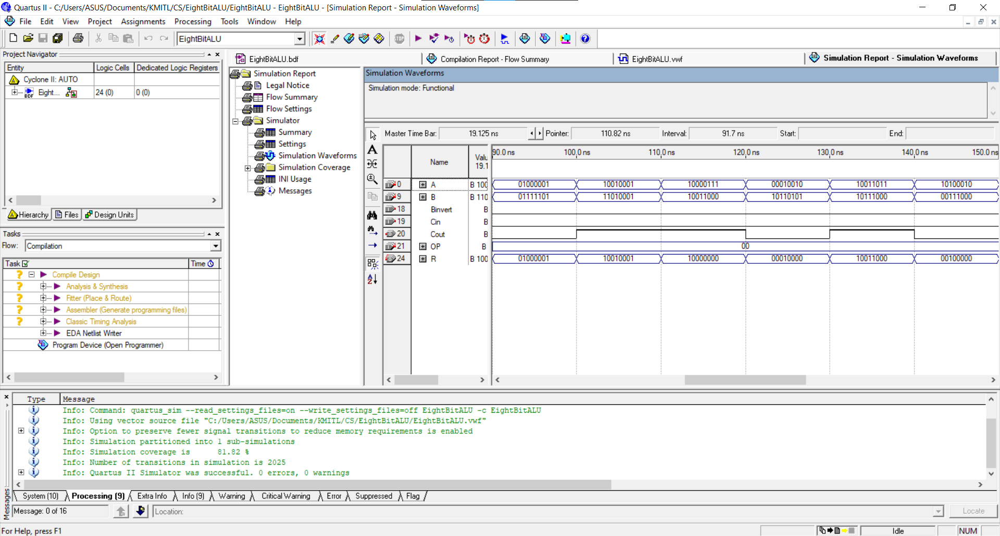 Quartus II - C:/Users/ASUS/Documents/KMITL/CS/EightBitALU/EightBitALU - EightBitALU - [Simulation Report - Simulation Waveforms]
File Edit View Project Assignments Processing Tools Window Help
EightBitALU
STOP
Project Navigator
Entity Logic Cells Dedicated Logic Registers
Cyclone II: AUTO
BDF Eight... 24 (0) 0 (0)
Hierarchy Files Design Units
Tasks
Flow: Compilation
Task Time
Compile Design
Analysis & Synthesis
Fitter (Place & Route)
Assembler (Generate programming files)
Classic Timing Analysis
EDA Netlist Writer
Program Device (Open Programmer)
EightBitALU.bdf Compilation Report - Flow Summary EightBitALU.vwf Simulation Report - Simulation Waveforms
Simulation Report
Legal Notice
Flow Summary
Flow Settings
Simulator
Summary
Settings
Simulation Waveforms
Simulation Coverage
INI Usage
Messages
Simulation Waveforms
Simulation mode: Functional
Master Time Bar: 19.125 ns Pointer: 110.82 ns Interval: 91.7 ns Start: End:
Name Valu 19.1 90.0 ns 100.0 ns 110.0 ns 120.0 ns 130.0 ns 140.0 ns 150.0 ns
0 A B 100 01000001 10010001 10000111 00010010 10011011 10100010
9 B B 110 01111101 11010001 10011000 10110101 10111000 00111000
18 Binvert B
19 Cin B
20 Cout B
21 OP B 00
24 R B 100 01000001 10010001 10000000 00010000 10011000 00100000
Type Message
Info: Command: quartus_sim --read_settings_files=on --write_settings_files=off EightBitALU -c EightBitALU
Info: Using vector source file "C:/Users/ASUS/Documents/KMITL/CS/EightBitALU/EightBitALU.vwf"
Info: Option to preserve fewer signal transitions to reduce memory requirements is enabled
Info: Simulation partitioned into 1 sub-simulations
Info: Simulation coverage is 81.82 %
Info: Number of transitions in simulation is 2025
Info: Quartus II Simulator was successful. 0 errors, 0 warnings
System (10) Processing (9) Extra Info Info (9) Warning Critical Warning Error Suppressed Flag
Messages
Message: 0 of 16 Location: Locate
For Help, press F1 Idle NUM